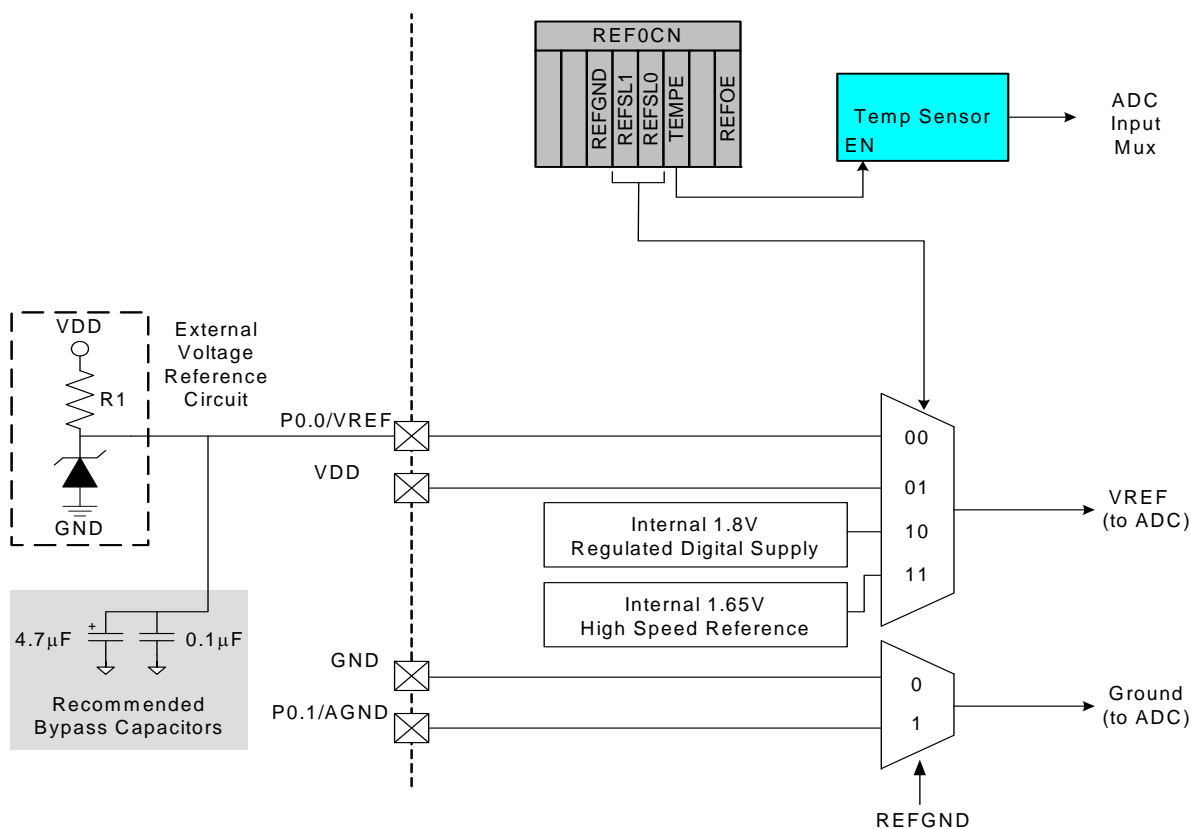 REF0CN
REFGND
REFSL1
REFSL0
TEMPE
REFOE
Temp Sensor
EN
ADC
Input
Mux
VDD
R1
GND
External
Voltage
Reference
Circuit
P0.0/VREF
VDD
00
01
10
11
Internal 1.8V
Regulated Digital Supply
Internal 1.65V
High Speed Reference
VREF
(to ADC)
4.7μF
+
0.1μF
Recommended
Bypass Capacitors
GND
P0.1/AGND
0
1
Ground
(to ADC)
REFGND